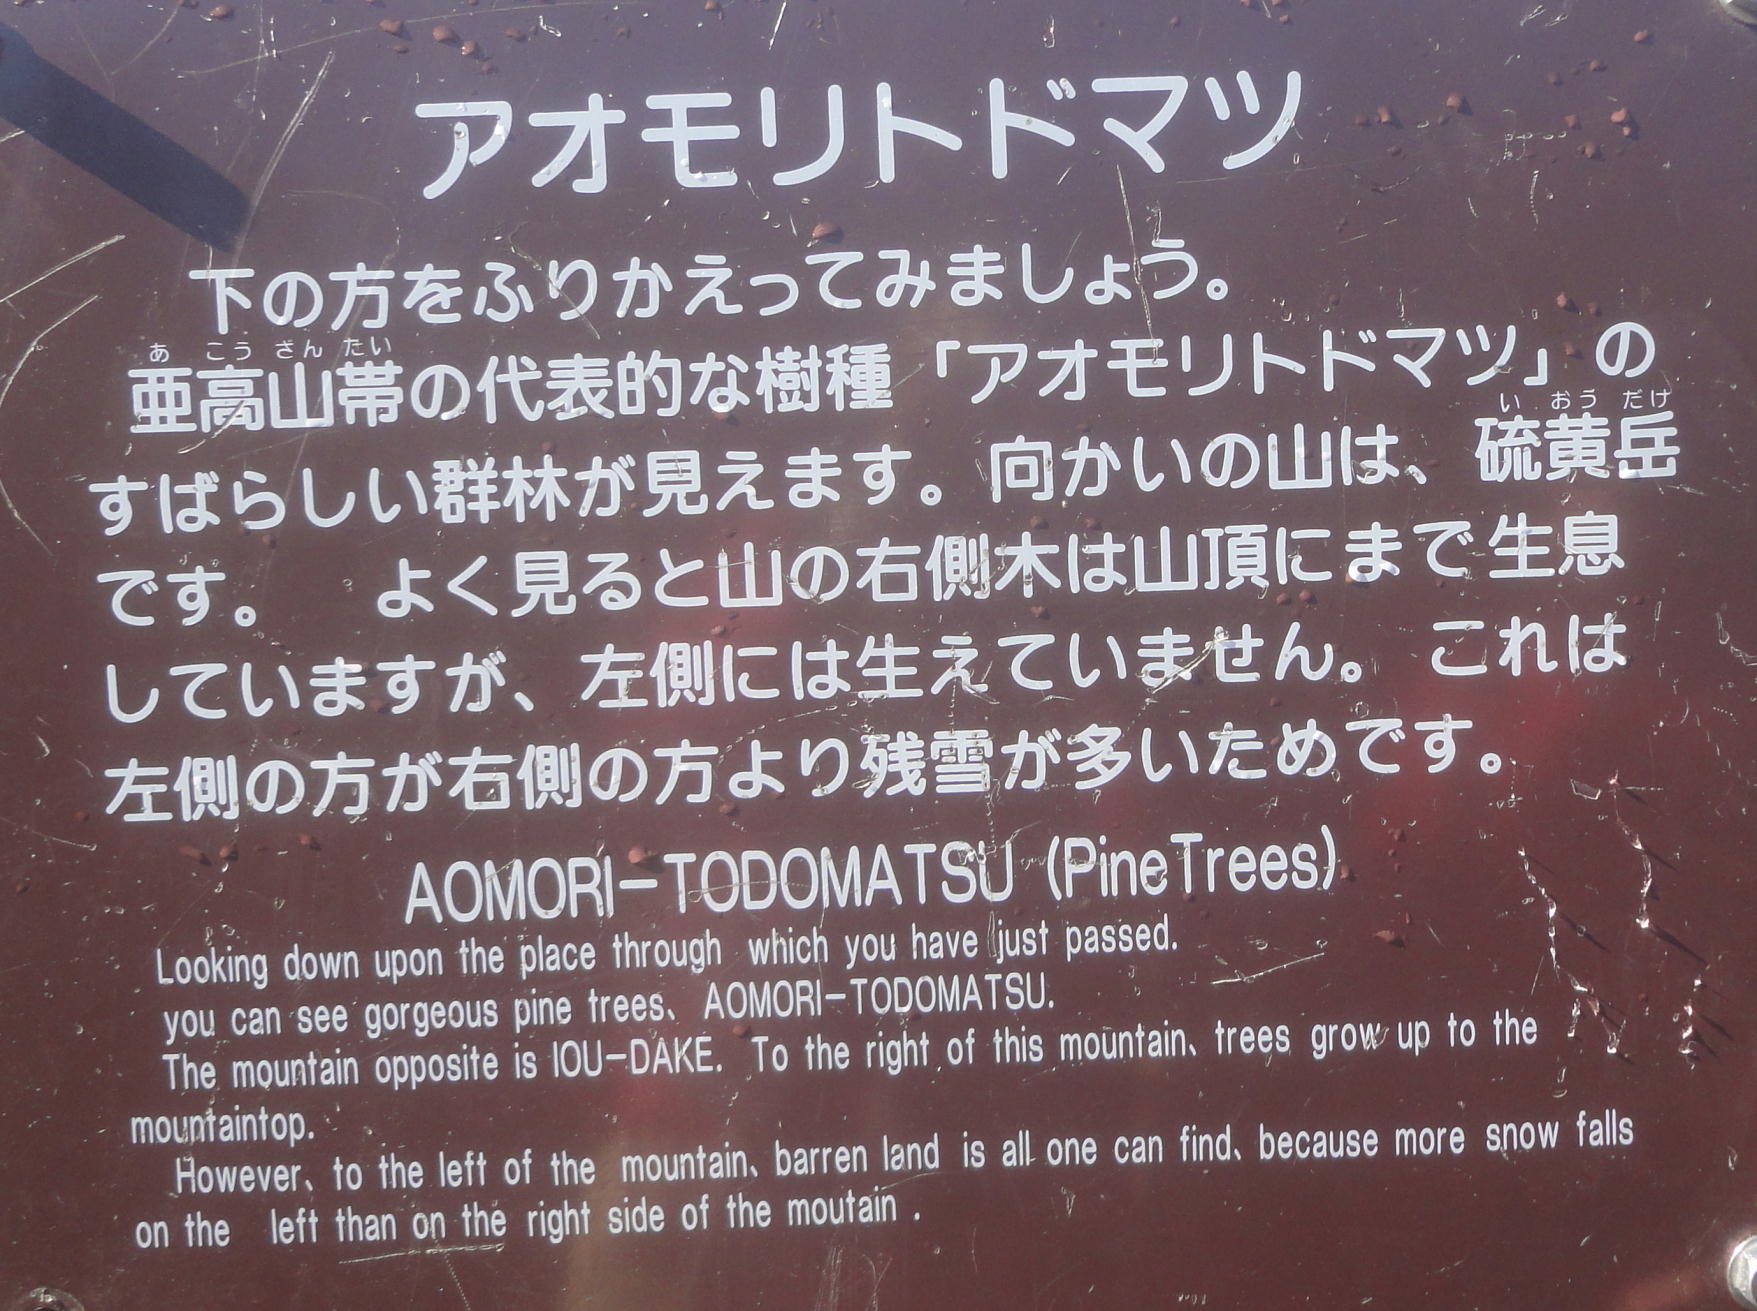 アオモリトドマツ
下の方をふりかえってみましょう。
あ こう ざん たい
亜高山帯の代表的な樹種「アオモリトドマツ」の
い おう だけ
すばらしい群林が見えます。向かいの山は、硫黄岳
です。 よく見ると山の右側木は山頂にまで生息
していますが、左側には生えていません。 これは
左側の方が右側の方より残雪が多いためです。
AOMORI-TODOMATSU (Pine Trees)
Looking down upon the place through which you have just passed.
you can see gorgeous pine trees、 AOMORI-TODOMATSU.
The mountain opposite is IOU-DAKE. To the right of this mountain、trees grow up to the
mountaintop.
However、to the left of the mountain、barren land is all one can find、because more snow falls
on the left than on the right side of the moutain .